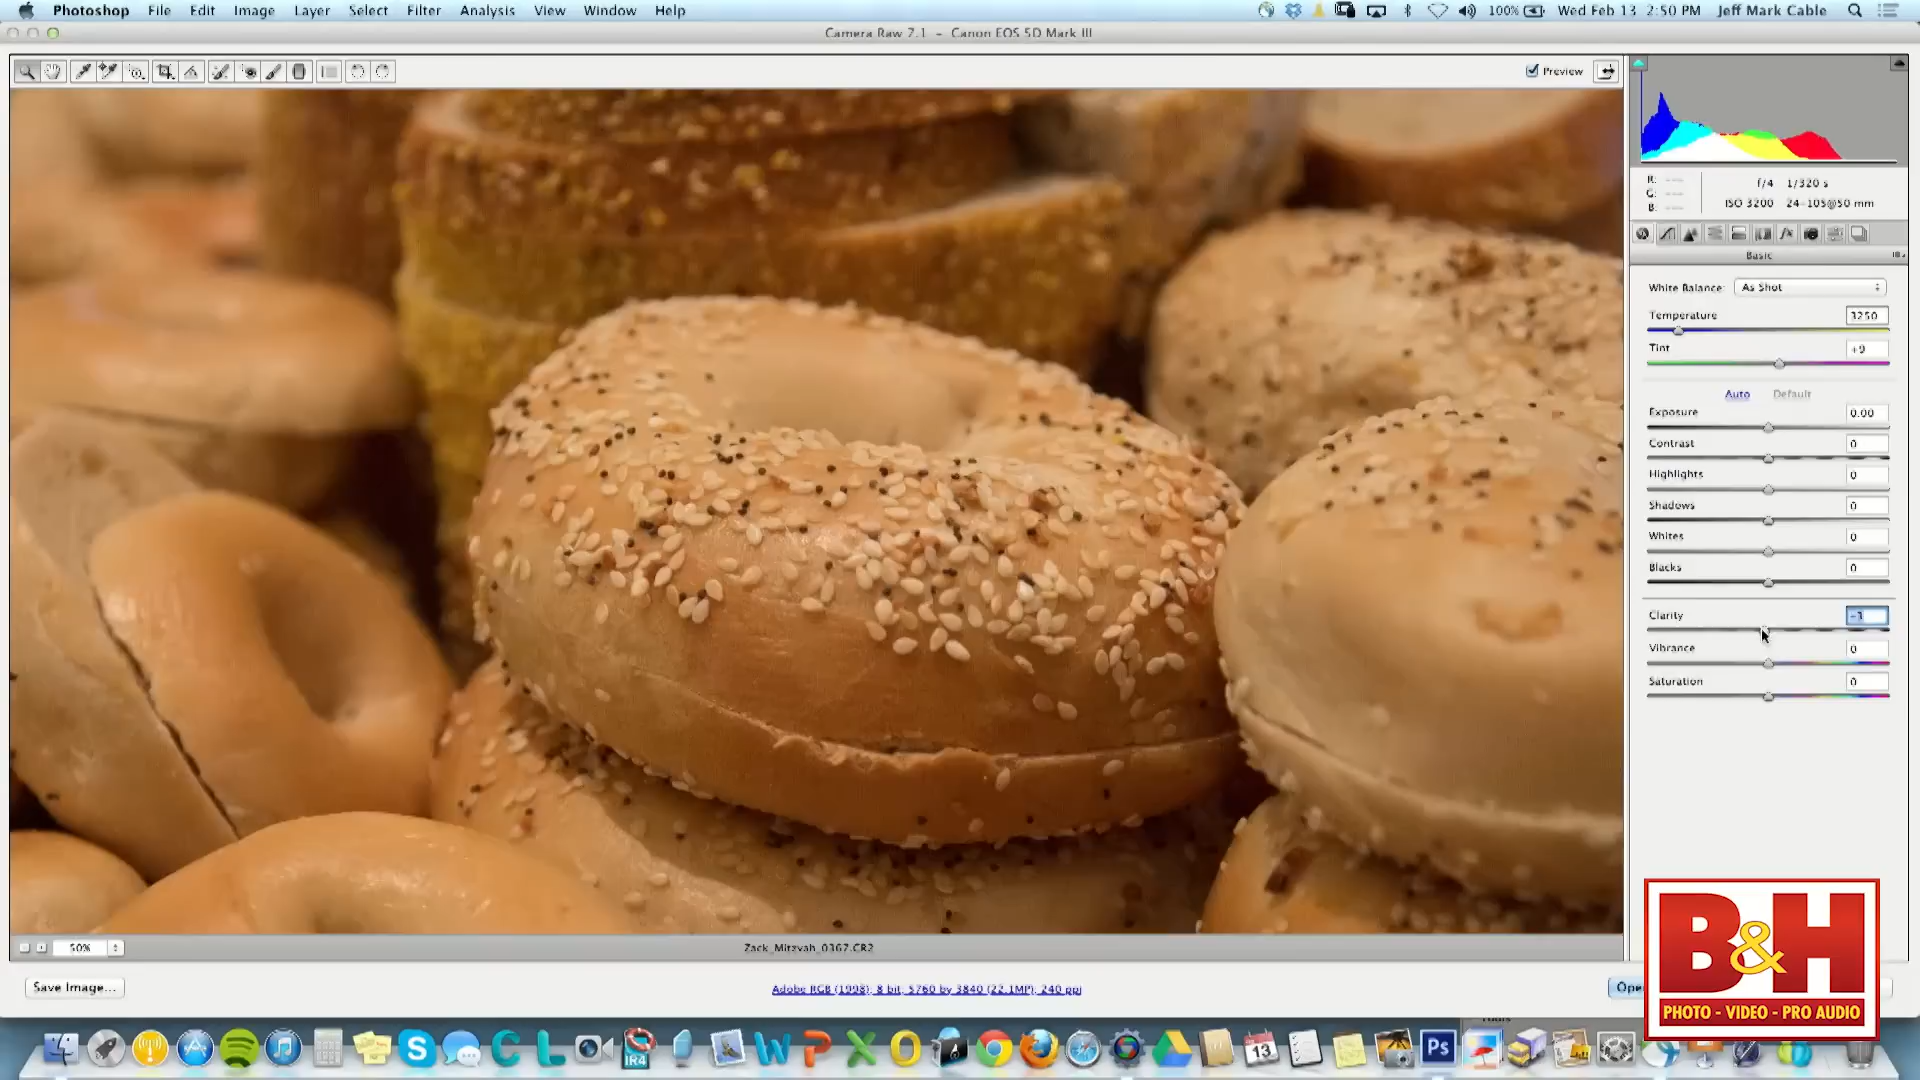 Photoshop File Edit Image Layer Select Filter Analysis View Window Help 100% Wed Feb 13 2:50 PM Jeff Mark Cable
Camera Raw 7.1 - Canon EOS 5D Mark III
Preview
R: ---
G: ---
B: ---
f/4 1/320 s
ISO 3200 24-105@50 mm
Basic
White Balance: As Shot
Temperature 3250
Tint +9
Auto Default
Exposure 0.00
Contrast 0
Highlights 0
Shadows 0
Whites 0
Blacks 0
Clarity
Vibrance 0
Saturation 0
50% Zack_Mitzvah_0367.CR2
Save Image... Adobe RGB (1998); 8 bit; 5760 by 3840 (22.1MP); 240 ppi Ope
B&H
PHOTO - VIDEO - PRO AUDIO
IR4
13
Ps